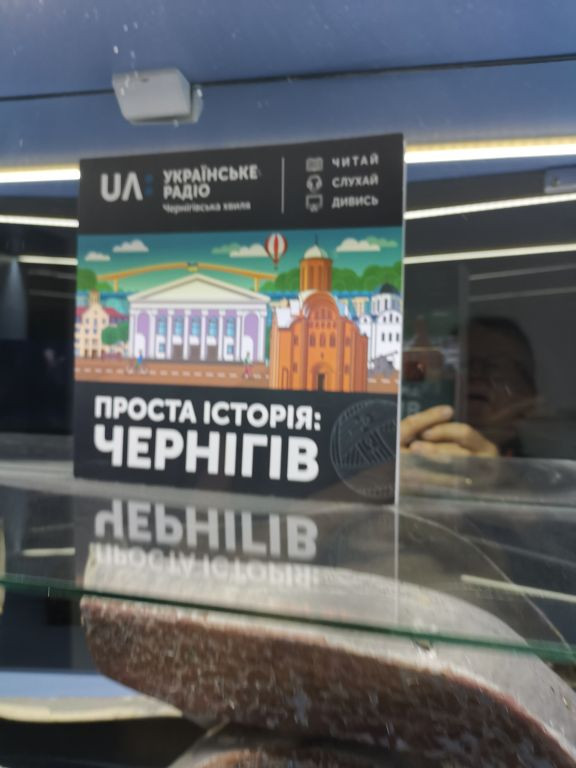 UA:
УКРАЇНСЬКЕ
РАДІО
Чернігівська хвиля
ЧИТАЙ
СЛУХАЙ
ДИВИСЬ
ПРОСТА ІСТОРІЯ:
ЧЕРНІГІВ